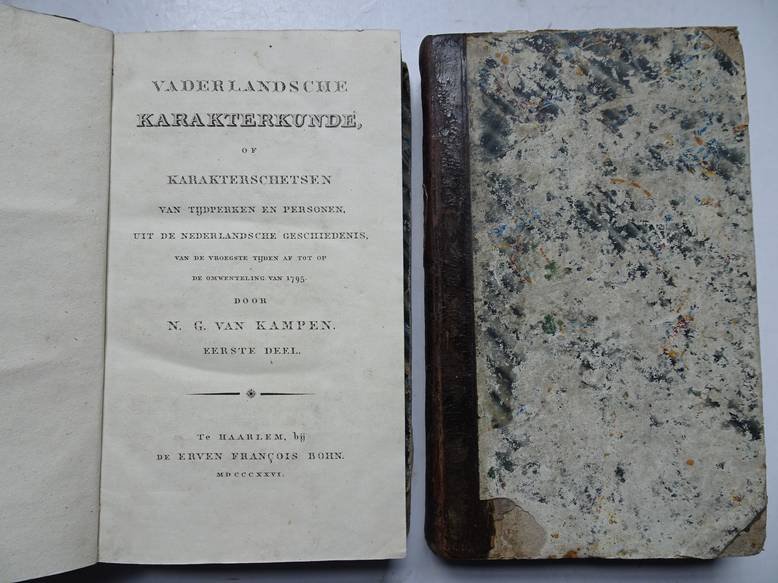 VADERLANDSCHE
KARAKTERKUNDE,
OF
KARAKTERSCHETSEN
VAN TIJDPERKEN EN PERSONEN,
UIT DE NEDERLANDSCHE GESCHIEDENIS,
VAN DE VROEGSTE TIJDEN AF TOT OP
DE OMWENTELING VAN 1795.
DOOR
N. G. VAN KAMPEN.
EERSTE DEEL.
Te HAARLEM, bij
DE ERVEN FRANÇOIS BOHN.
MDCCCXXVI.